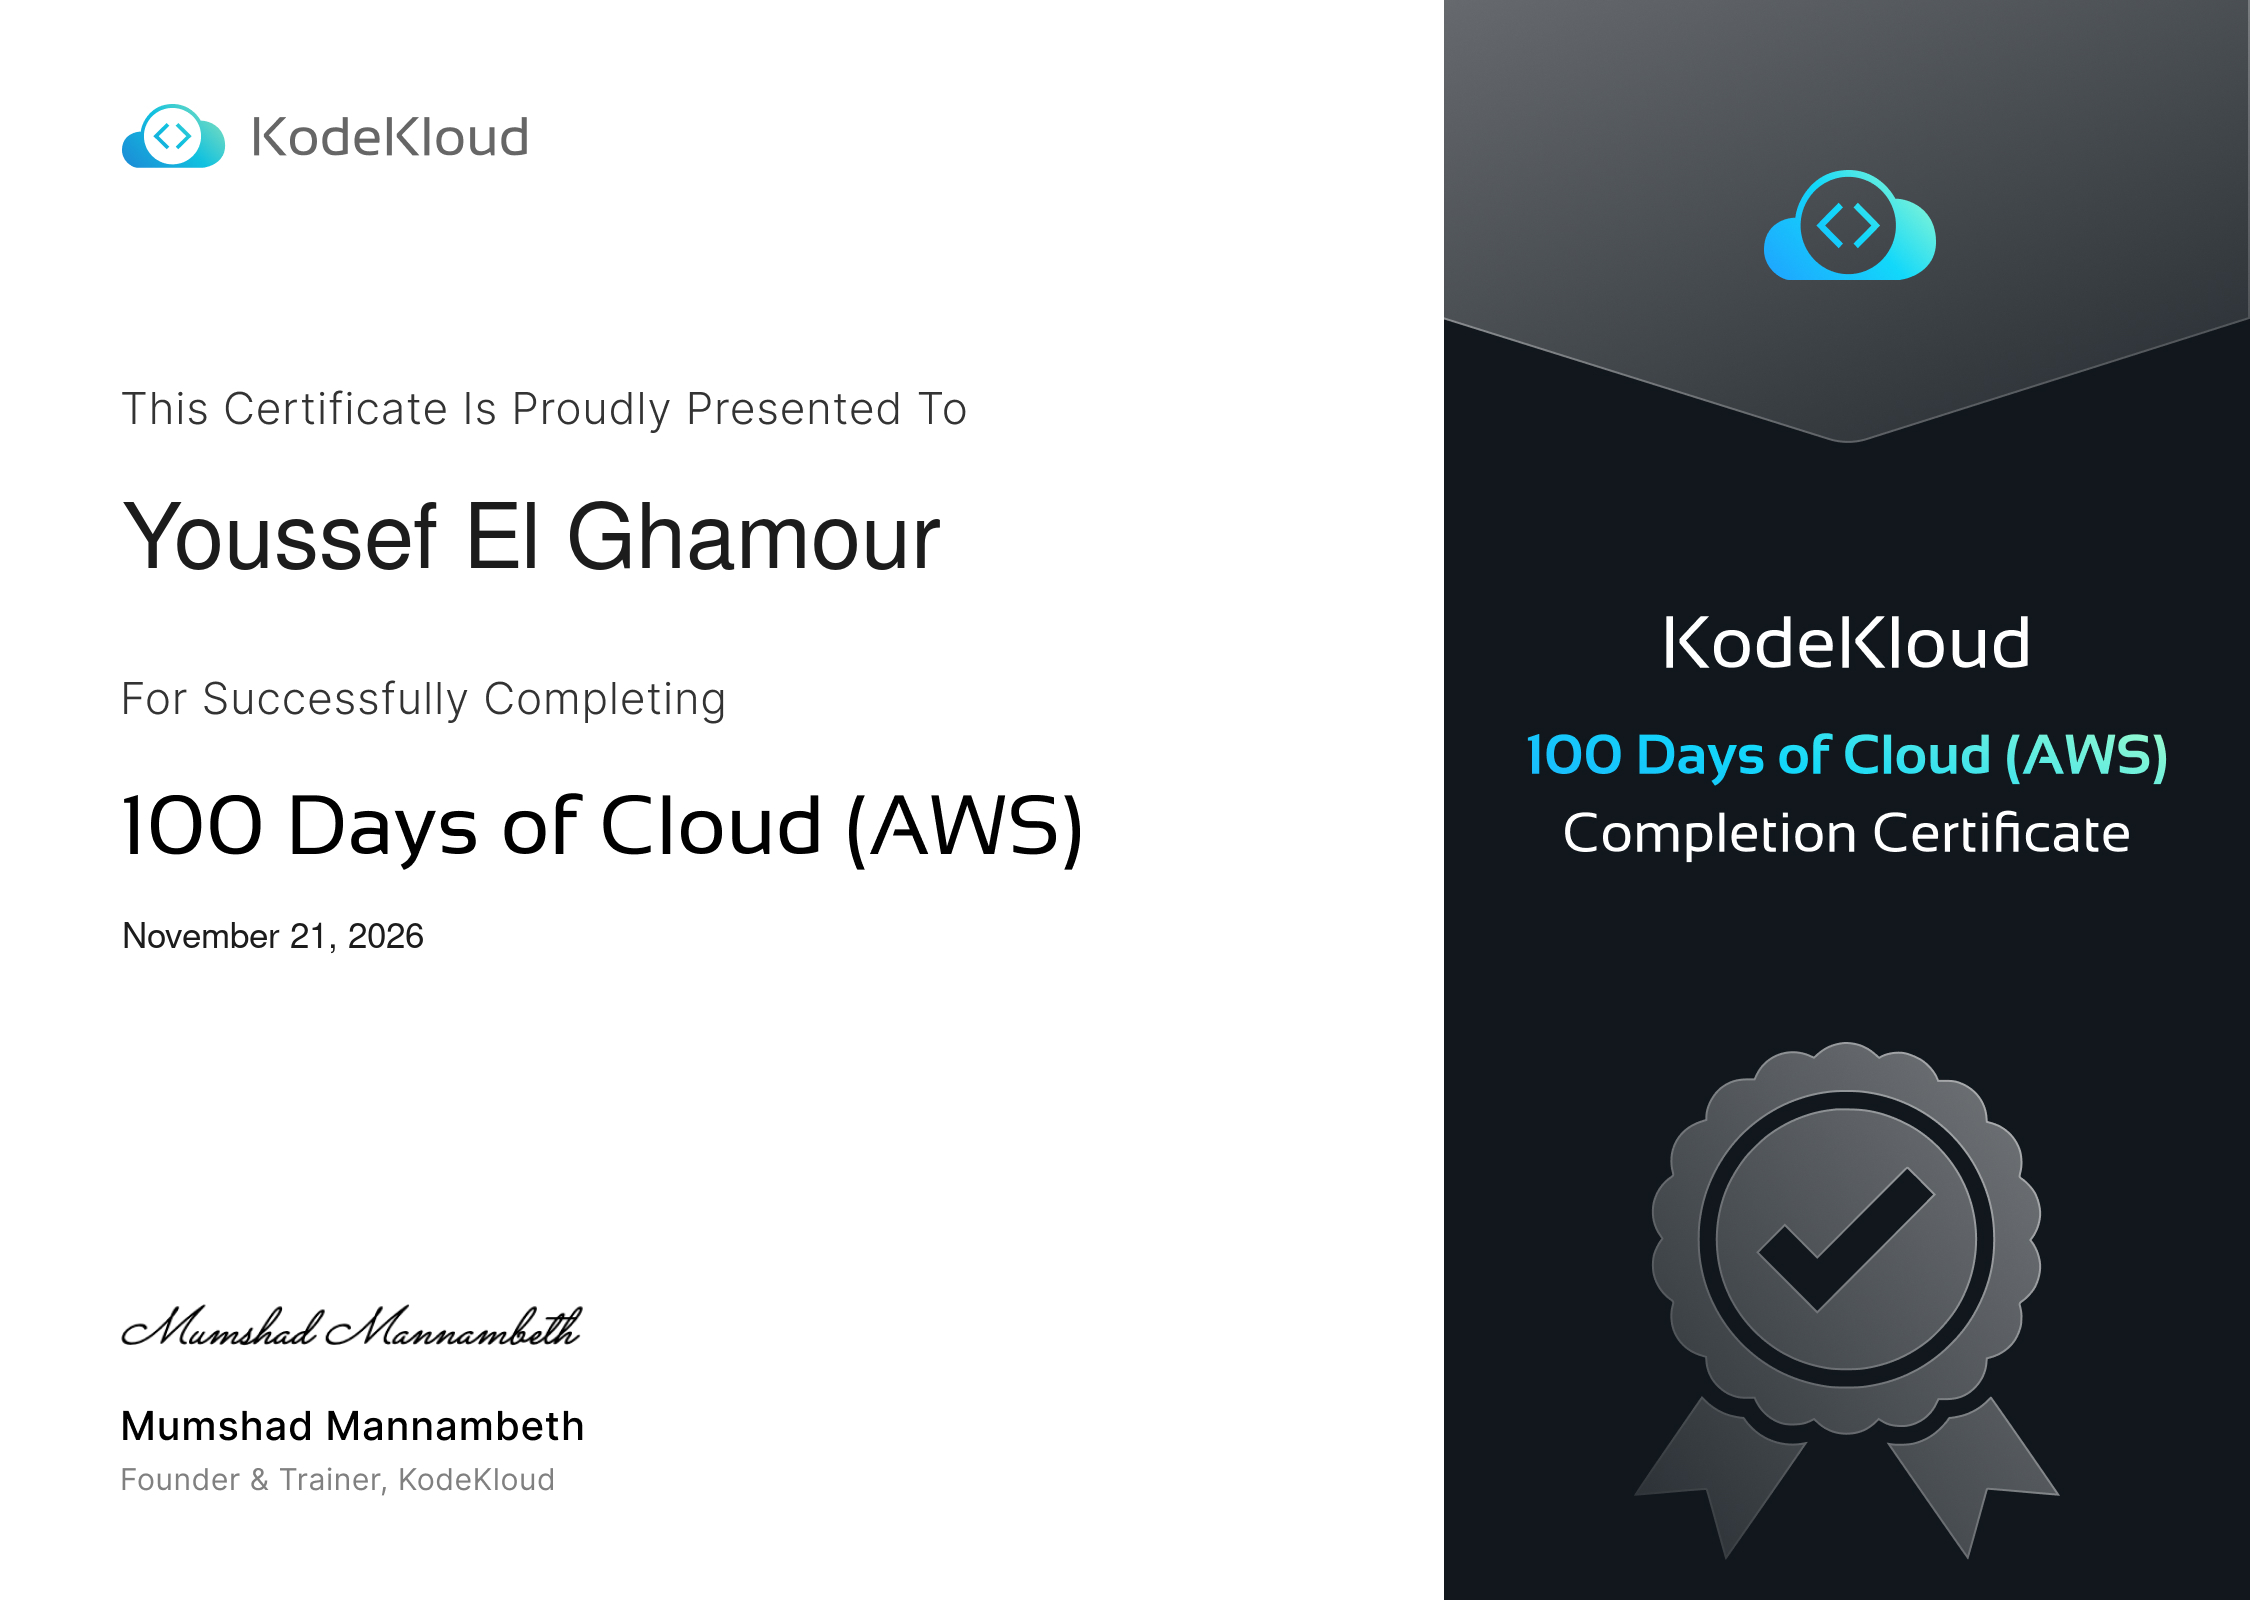 KodeKloud
This Certificate Is Proudly Presented To
Youssef El Ghamour
For Successfully Completing
100 Days of Cloud (AWS)
November 21, 2026
Mumshad Mannambeth
Mumshad Mannambeth
Founder & Trainer, KodeKloud
KodeKloud
100 Days of Cloud (AWS)
Completion Certificate